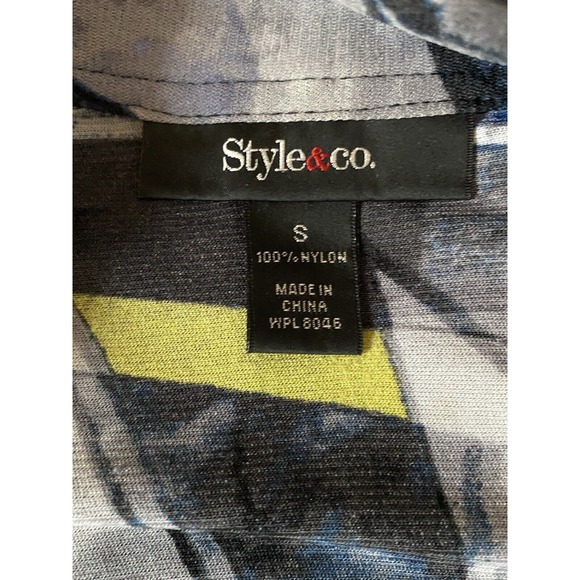 Style&co.
S
100% NYLON
MADE IN
CHINA
WPL 8046